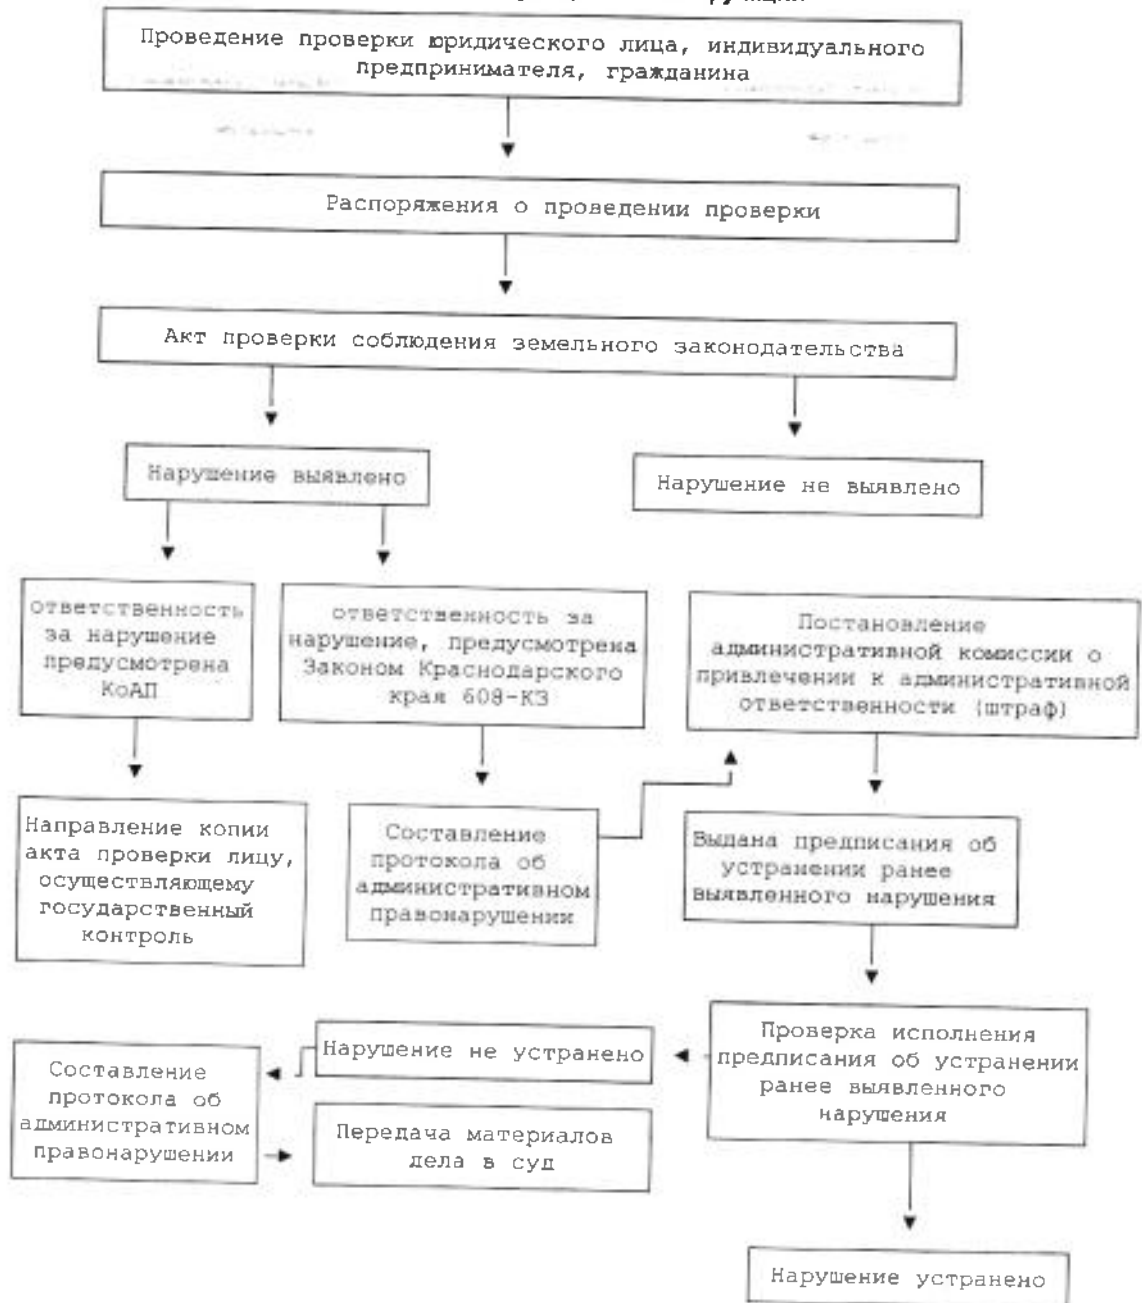 Проведение проверки юридического лица, индивидуального
предпринимателя, гражданина
Распоряжения о проведении проверки
Акт проверки соблюдения земельного законодательства
Нарушение выявлено
Нарушение не выявлено
ответственность
за нарушение
предусмотрена
КоАП
ответственность за
нарушение, предусмотрена
Законом Краснодарского
края 608-КЗ
Постановление
административной комиссии о
привлечении к административной
ответственности (штраф)
Направление копии
акта проверки лицу,
осуществляющему
государственный
контроль
Составление
протокола об
административном
правонарушении
Выдана предписания об
устранении ранее
выявленного нарушения
Проверка исполнения
предписания об устранении
ранее выявленного
нарушения
Нарушение не устранено
Составление
протокола об
административном
правонарушении
Передача материалов
дела в суд
Нарушение устранено